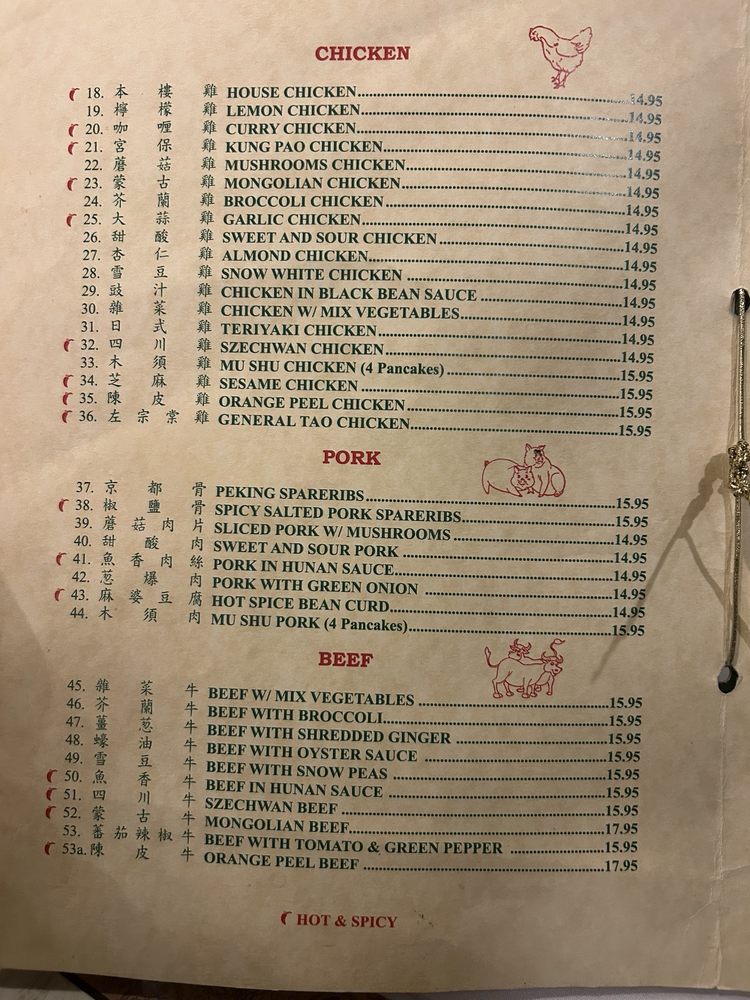 CHICKEN
18. 本樓雞 HOUSE CHICKEN 14.95
19. 檸檬雞 LEMON CHICKEN 14.95
20. 咖喱雞 CURRY CHICKEN 14.95
21. 宮保雞 KUNG PAO CHICKEN 14.95
22. 蘑菇雞 MUSHROOMS CHICKEN 14.95
23. 蒙古雞 MONGOLIAN CHICKEN 14.95
24. 芥蘭雞 BROCCOLI CHICKEN 14.95
25. 大蒜雞 GARLIC CHICKEN 14.95
26. 甜酸雞 SWEET AND SOUR CHICKEN 14.95
27. 杏仁雞 ALMOND CHICKEN 14.95
28. 雪豆雞 SNOW WHITE CHICKEN 14.95
29. 豉汁雞 CHICKEN IN BLACK BEAN SAUCE 14.95
30. 雜菜雞 CHICKEN W/ MIX VEGETABLES 14.95
31. 日式雞 TERIYAKI CHICKEN 14.95
32. 四川雞 SZECHWAN CHICKEN 14.95
33. 木須雞 MU SHU CHICKEN (4 Pancakes) 15.95
34. 芝麻雞 SESAME CHICKEN 15.95
35. 陳皮雞 ORANGE PEEL CHICKEN 15.95
36. 左宗棠雞 GENERAL TAO CHICKEN 15.95
PORK
37. 京都骨 PEKING SPARERIBS 15.95
38. 椒鹽骨 SPICY SALTED PORK SPARERIBS 15.95
39. 蘑菇肉片 SLICED PORK W/ MUSHROOMS 14.95
40. 甜酸肉 SWEET AND SOUR PORK 14.95
41. 魚香肉絲 PORK IN HUNAN SAUCE 14.95
42. 葱爆肉 PORK WITH GREEN ONION 14.95
43. 麻婆豆腐 HOT SPICE BEAN CURD 14.95
44. 木須肉 MU SHU PORK (4 Pancakes) 15.95
BEEF
45. 雜菜牛 BEEF W/ MIX VEGETABLES 15.95
46. 芥蘭牛 BEEF WITH BROCCOLI 15.95
47. 薑葱牛 BEEF WITH SHREDDED GINGER 15.95
48. 蠔油牛 BEEF WITH OYSTER SAUCE 15.95
49. 雪豆牛 BEEF WITH SNOW PEAS 15.95
50. 魚香牛 BEEF IN HUNAN SAUCE 15.95
51. 四川牛 SZECHWAN BEEF 15.95
52. 蒙古牛 MONGOLIAN BEEF 17.95
53. 蕃茄辣椒牛 BEEF WITH TOMATO & GREEN PEPPER 15.95
53a. 陳皮牛 ORANGE PEEL BEEF 17.95
HOT & SPICY